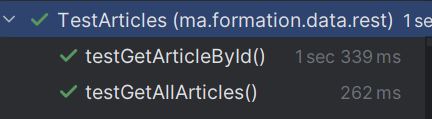 TestArticles (ma.formation.data.rest) 1 se
testGetArticleById() 1 sec 339 ms
testGetAllArticles() 262 ms